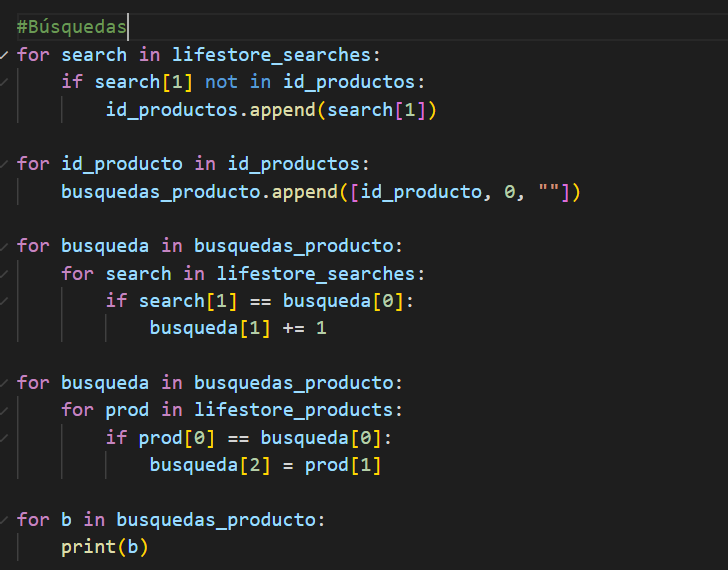 #Búsquedas
for search in lifestore_searches:
    if search[1] not in id_productos:
        id_productos.append(search[1])
for id_producto in id_productos:
    busquedas_producto.append([id_producto, 0, ""])
for busqueda in busquedas_producto:
    for search in lifestore_searches:
        if search[1] == busqueda[0]:
            busqueda[1] += 1
for busqueda in busquedas_producto:
    for prod in lifestore_products:
        if prod[0] == busqueda[0]:
            busqueda[2] = prod[1]
for b in busquedas_producto:
    print(b)